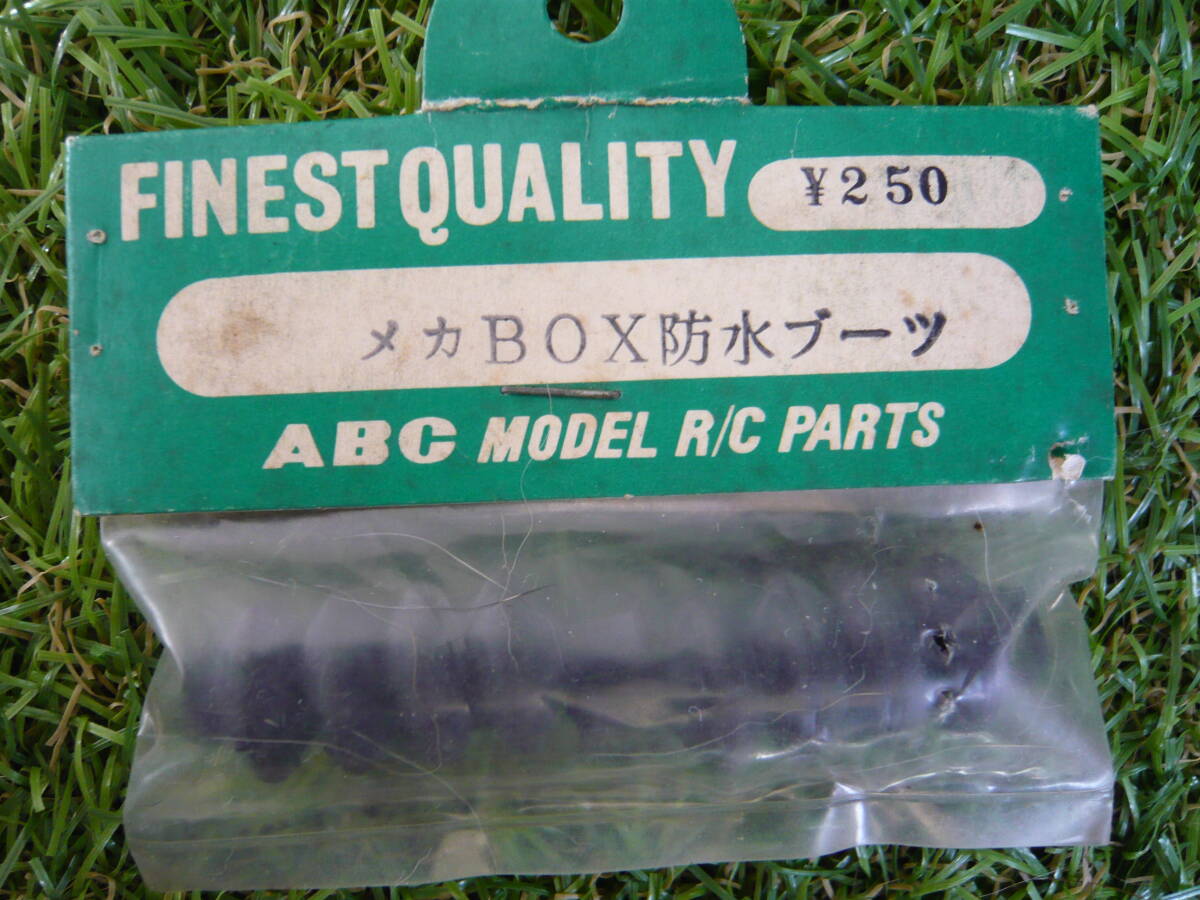 FINEST QUALITY ¥250
メカBOX防水ブーツ
ABC MODEL R/C PARTS